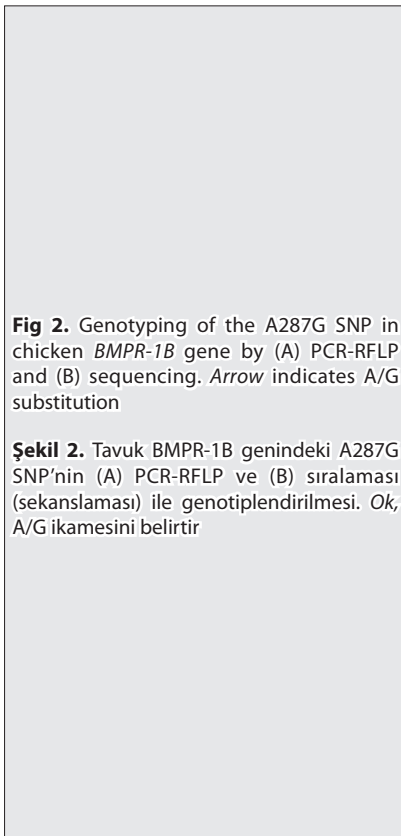 Fig 2. Genotyping of the A287G SNP in
chicken BMPR-1B gene by (A) PCR-RFLP
and (B) sequencing. Arrow indicates A/G
substitution
Şekil 2. Tavuk BMPR-1B genindeki A287G
SNP’nin (A) PCR-RFLP ve (B) sıralaması
(sekanslaması) ile genotiplendirilmesi. Ok,
A/G ikamesini belirtir